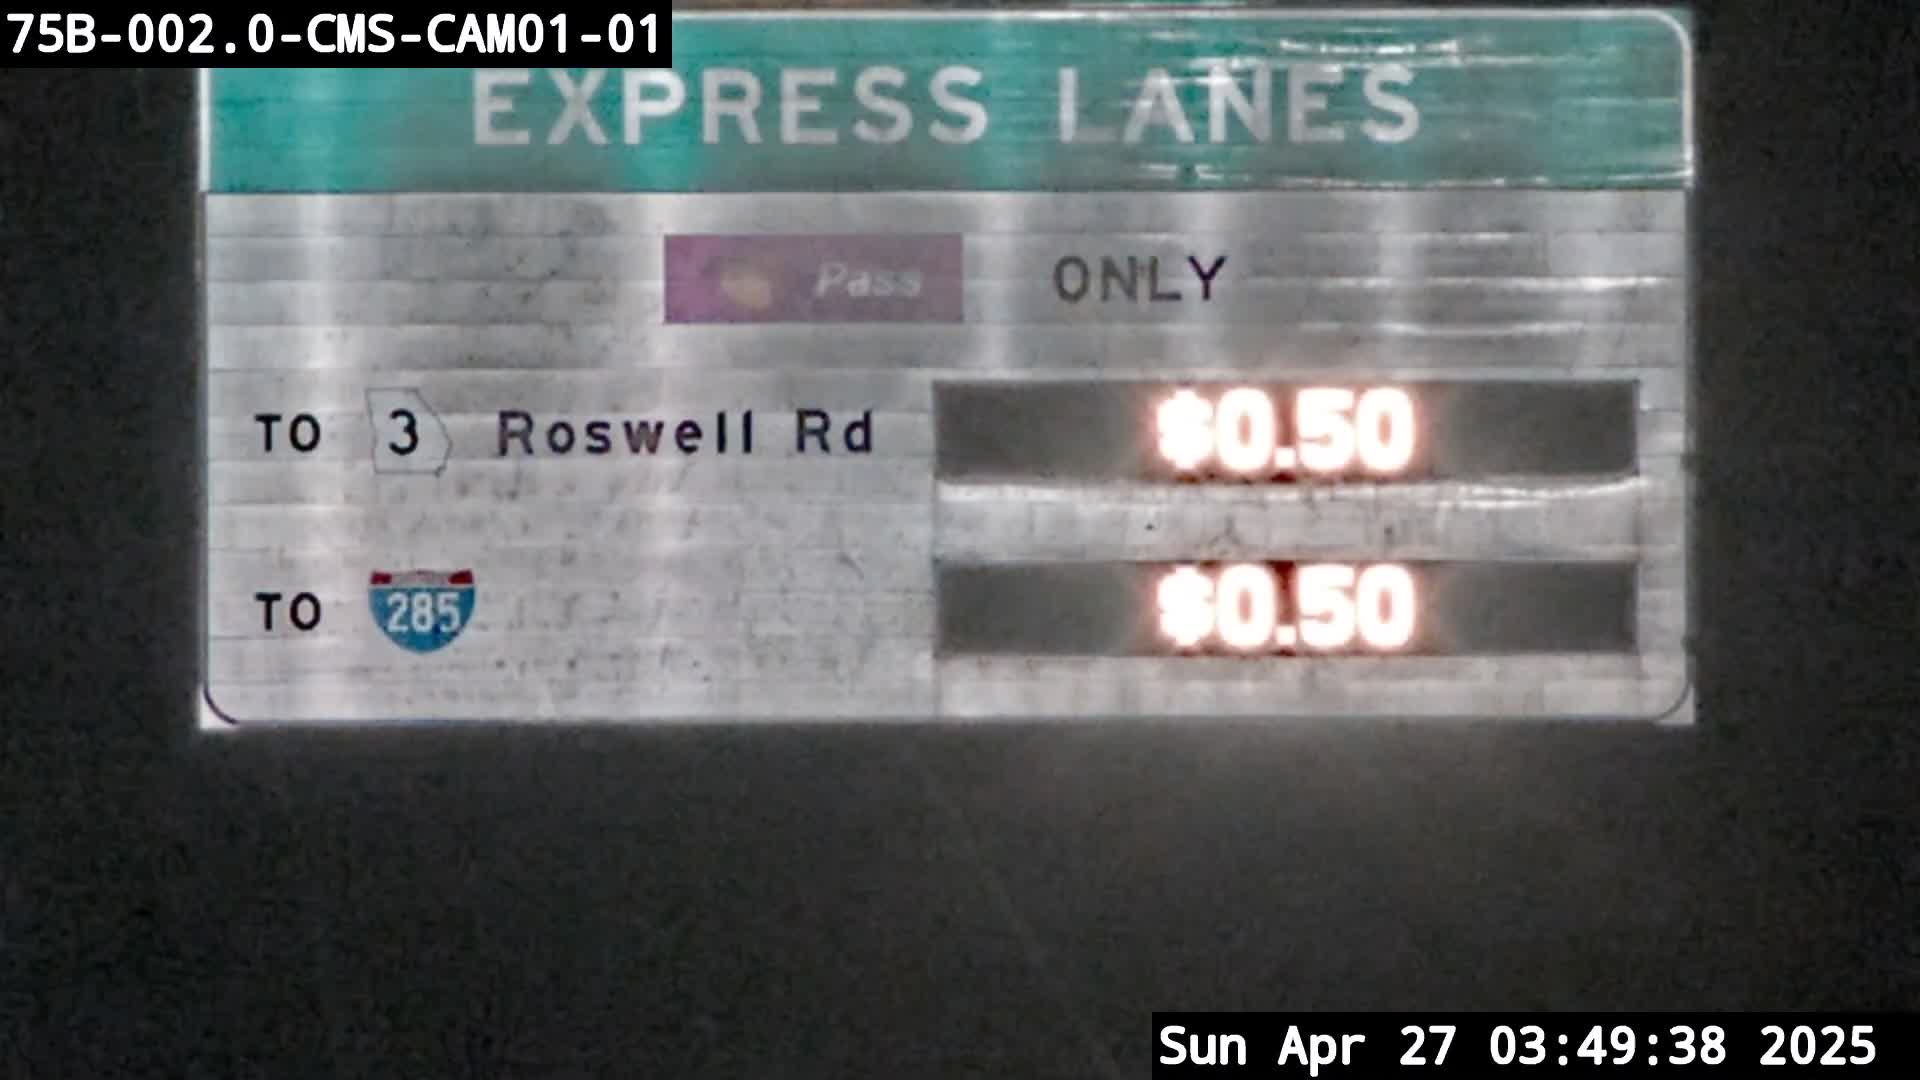 75B-002.0-CMS-CAM01-01
EXPRESS LANES
Pass ONLY
TO 3 Roswell Rd $0.50
TO 285 $0.50
Sun Apr 27 03:49:38 2025